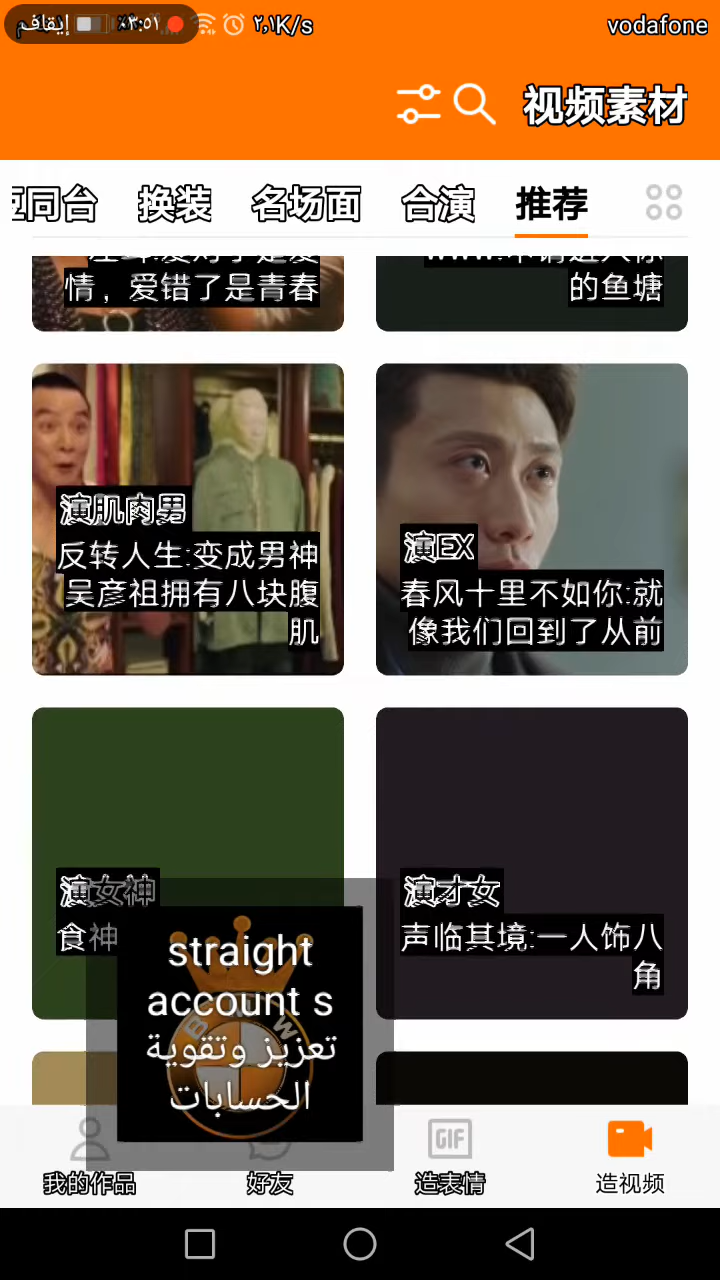 إيقاف
٠٣:٥١
٢,١K/s
vodafone
视频素材
同台
换装
名场面
合演
推荐
情，爱错了是青春
的鱼塘
演肌肉男
反转人生:变成男神
吴彦祖拥有八块腹
肌
演EX
春风十里不如你:就
像我们回到了从前
演女神
食神
演才女
声临其境:一人饰八
角
straight
account s
تعزيز وتقوية
الحسابات
B M W
GIF
我的作品
好友
造表情
造视频